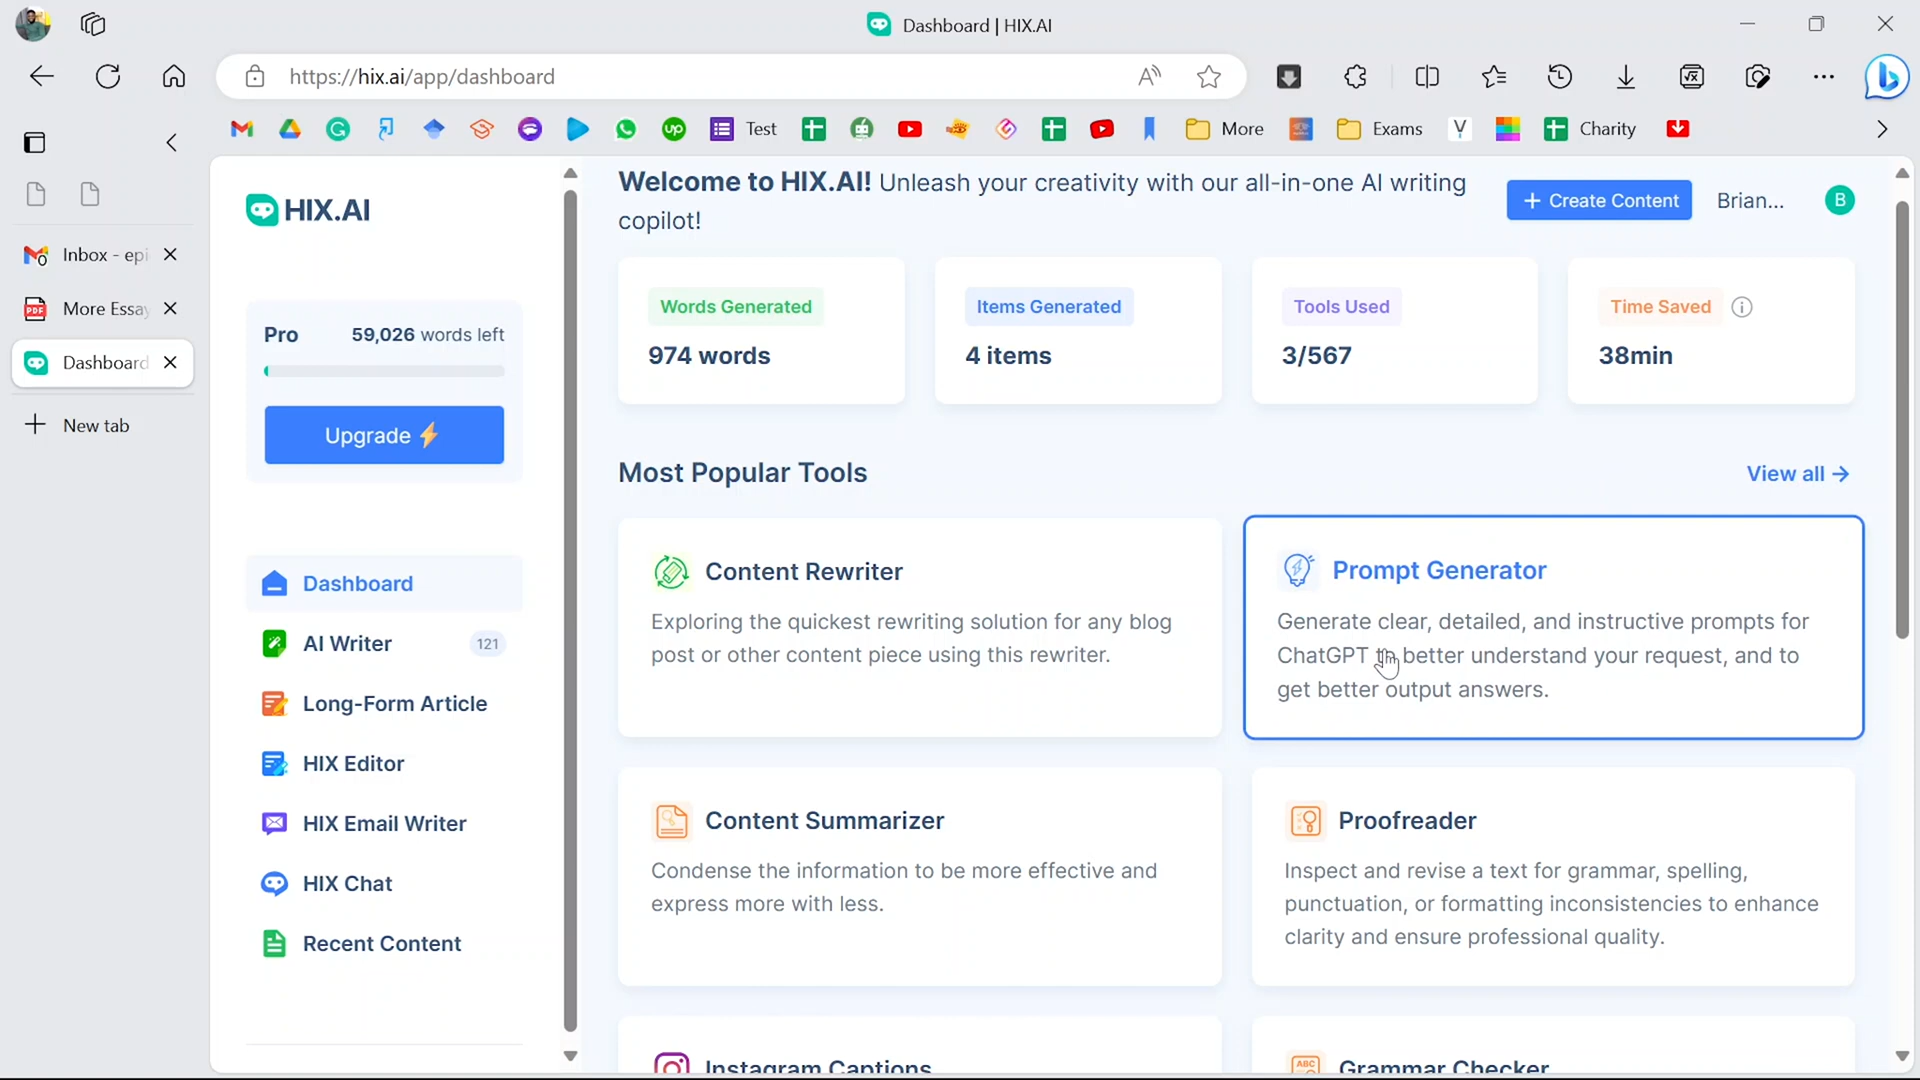 Dashboard | HIX.AI
https://hix.ai/app/dashboard
Test
More
Exams
Charity
Inbox - epi
More Essay
Dashboard
New tab
HIX.AI
Pro 59,026 words left
Upgrade
Dashboard
AI Writer 121
Long-Form Article
HIX Editor
HIX Email Writer
HIX Chat
Recent Content
Welcome to HIX.AI! Unleash your creativity with our all-in-one AI writing
copilot!
+ Create Content
Brian...
B
Words Generated
974 words
Items Generated
4 items
Tools Used
3/567
Time Saved
38min
Most Popular Tools
View all →
Content Rewriter
Exploring the quickest rewriting solution for any blog
post or other content piece using this rewriter.
Prompt Generator
Generate clear, detailed, and instructive prompts for
ChatGPT to better understand your request, and to
get better output answers.
Content Summarizer
Condense the information to be more effective and
express more with less.
Proofreader
Inspect and revise a text for grammar, spelling,
punctuation, or formatting inconsistencies to enhance
clarity and ensure professional quality.
Instagram Captions
Grammar Checker